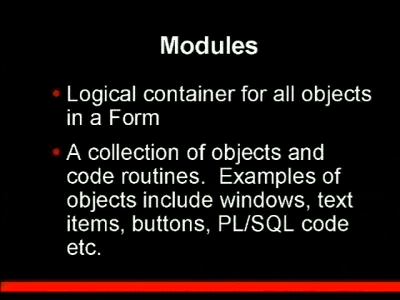 Modules
• Logical container for all objects
in a Form
• A collection of objects and
code routines.  Examples of
objects include windows, text
items, buttons, PL/SQL code
etc.